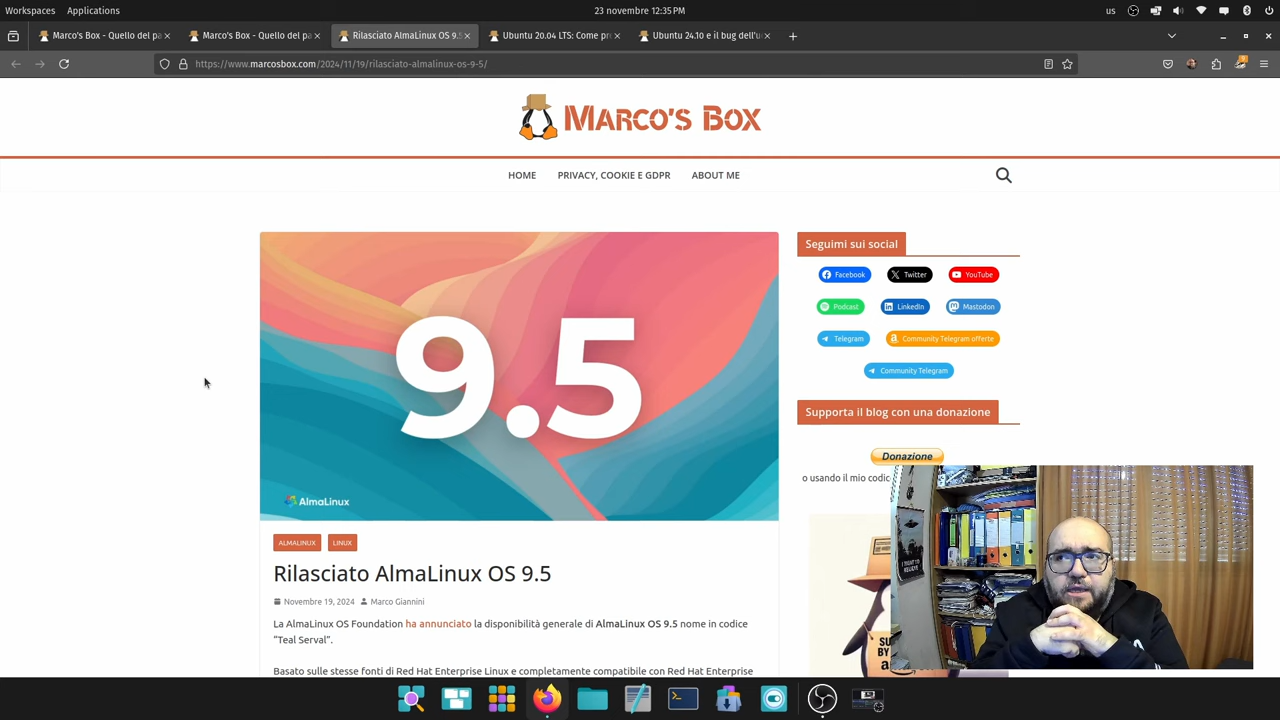 Workspaces Applications 23 novembre 12:35 PM us
Marco's Box - Quello del pa Marco's Box - Quello del pa Rilasciato AlmaLinux OS 9.5 Ubuntu 20.04 LTS: Come pr Ubuntu 24.10 e il bug dell'u
https://www.marcosbox.com/2024/11/19/rilasciato-almalinux-os-9-5/
MARCO'S BOX
HOME PRIVACY, COOKIE E GDPR ABOUT ME
9.5
AlmaLinux
ALMALINUX LINUX
Rilasciato AlmaLinux OS 9.5
Novembre 19, 2024 Marco Giannini
La AlmaLinux OS Foundation ha annunciato la disponibilità generale di AlmaLinux OS 9.5 nome in codice
"Teal Serval".
Basato sulle stesse fonti di Red Hat Enterprise Linux e completamente compatibile con Red Hat Enterprise
Seguimi sui social
Facebook Twitter YouTube
Podcast LinkedIn Mastodon
Telegram Community Telegram offerte
Community Telegram
Supporta il blog con una donazione
Donazione
o usando il mio codic
I WANT TO
BELIEVE
SU
BY